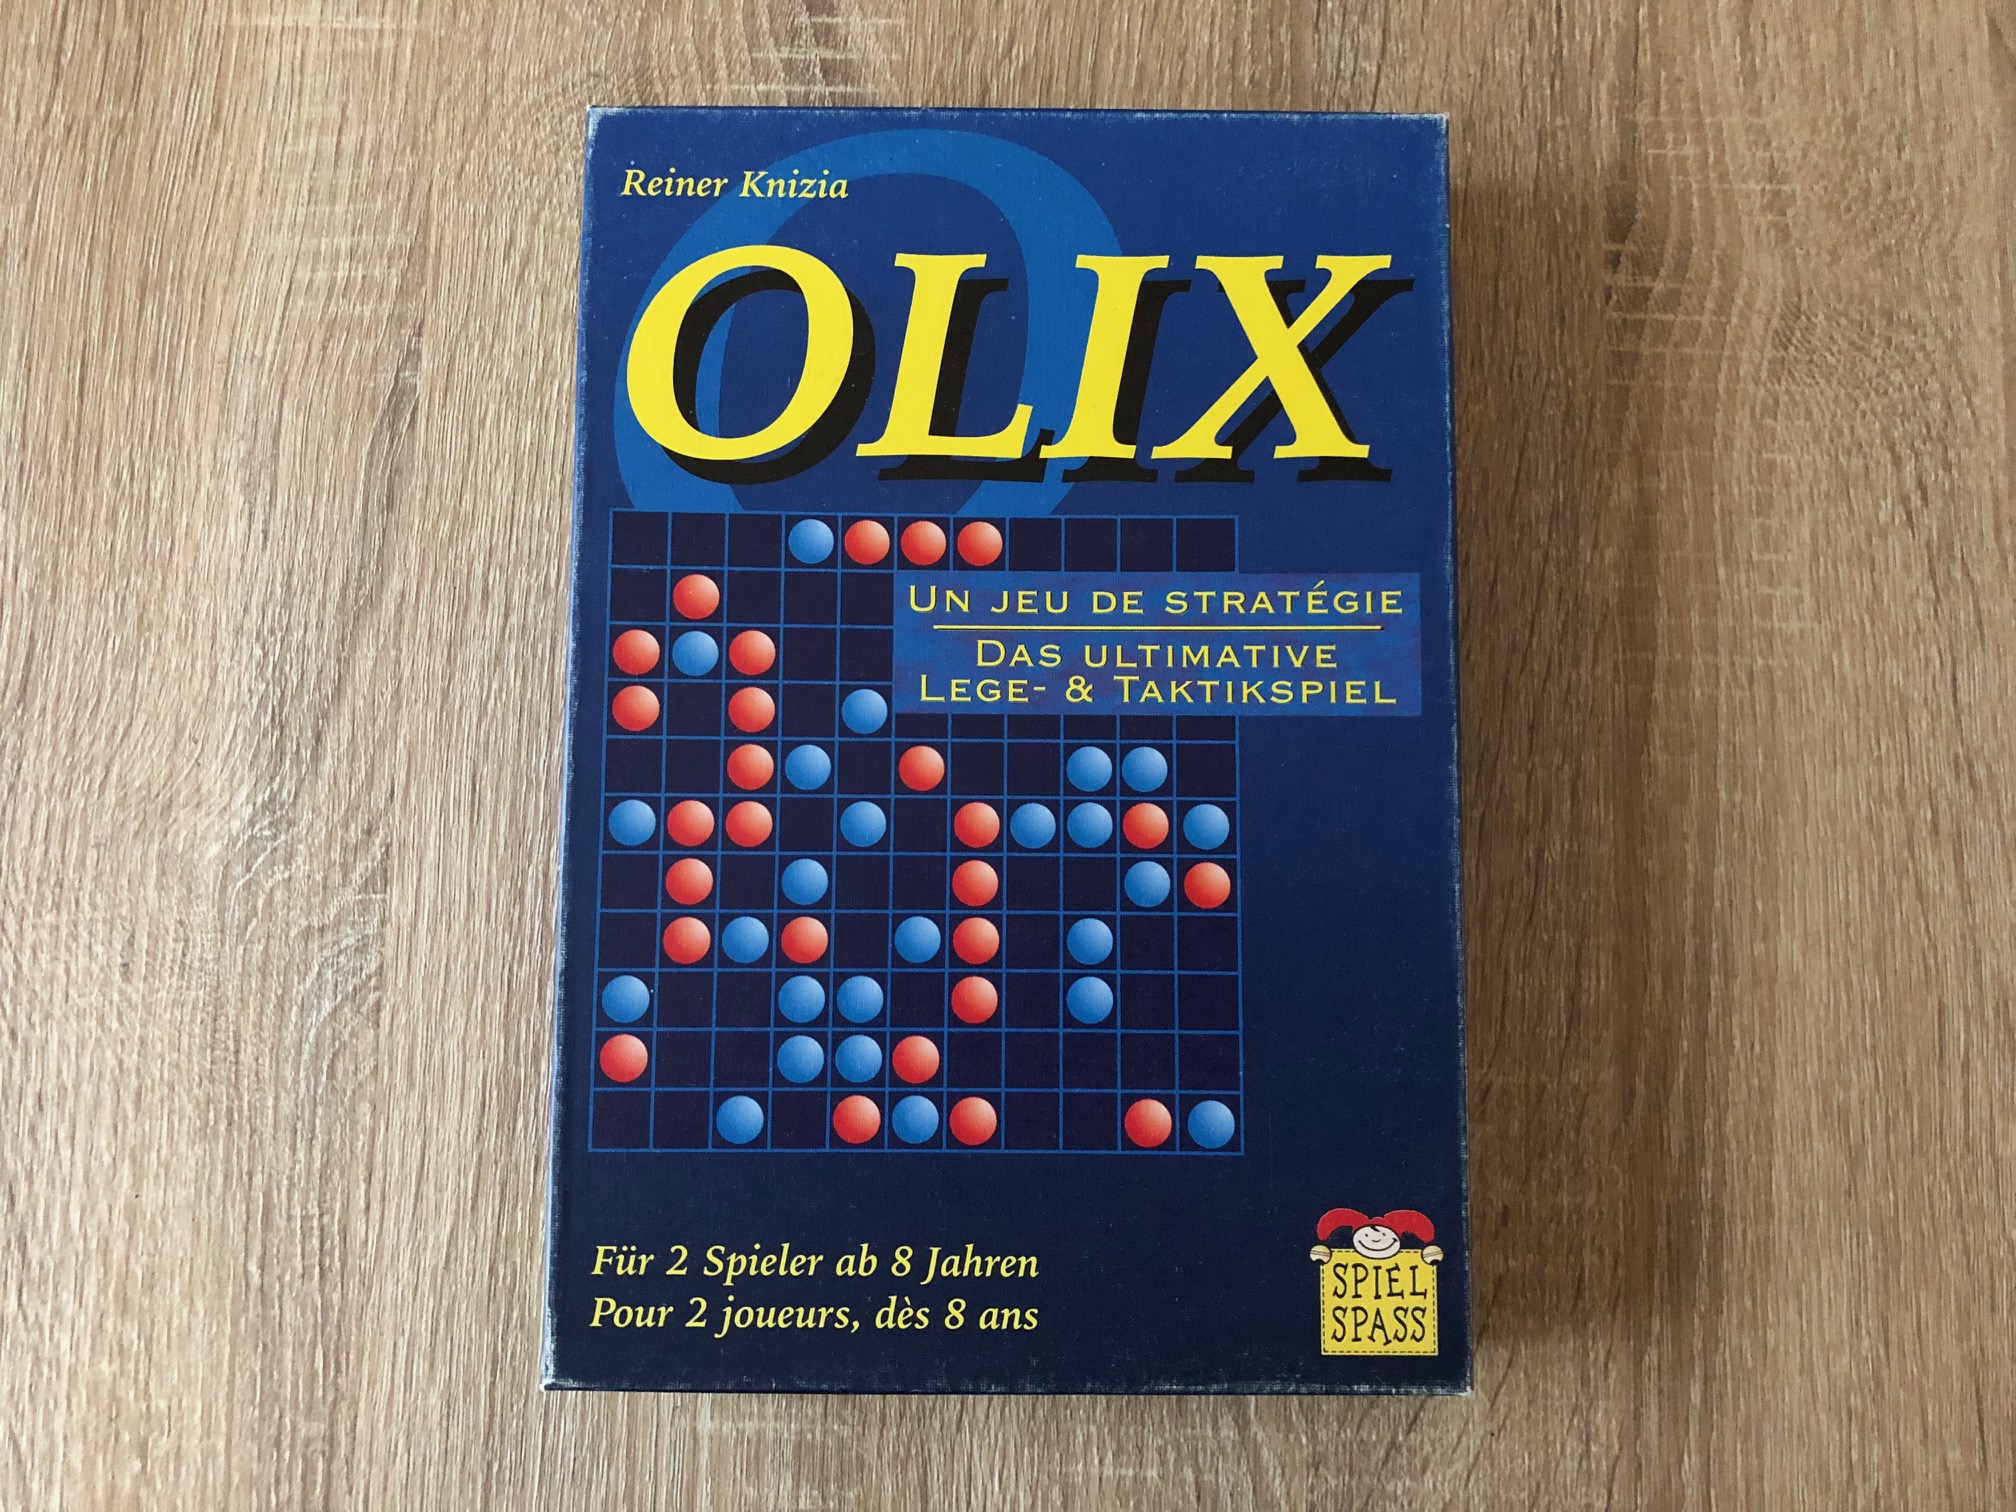 Reiner Knizia
OLIX
UN JEU DE STRATÉGIE
DAS ULTIMATIVE
LEGE- & TAKTIKSPIEL
Für 2 Spieler ab 8 Jahren
Pour 2 joueurs, dès 8 ans
SPIEL
SPASS